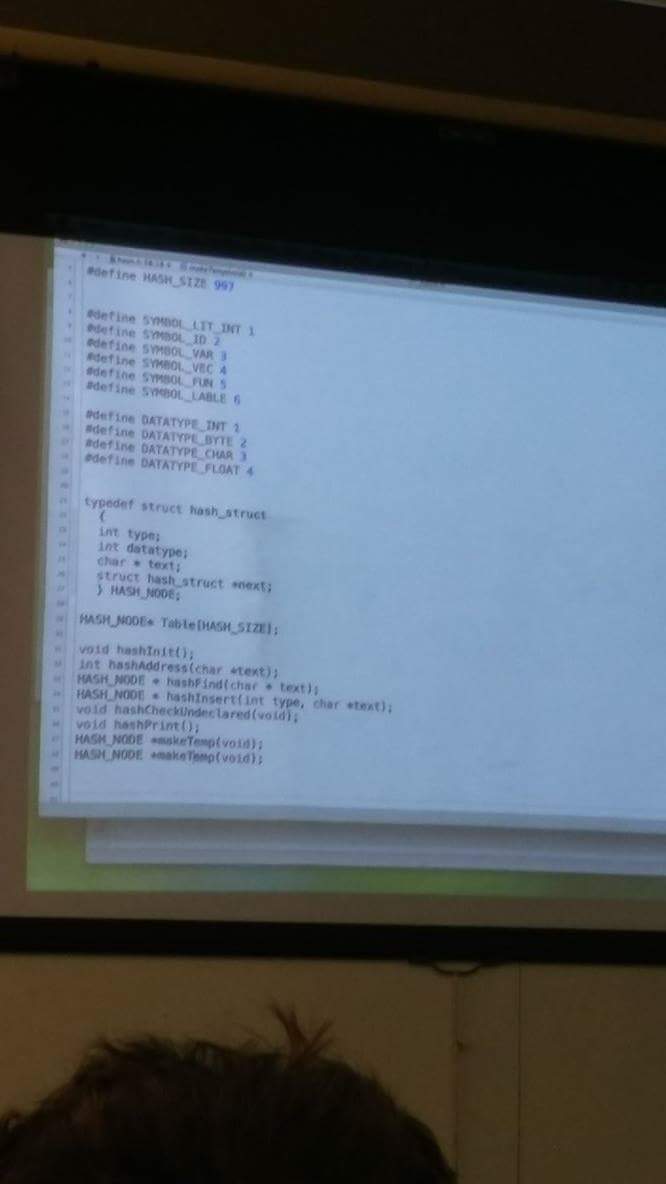 #define HASH_SIZE 997
#define SYMBOL_LIT_INT 1
#define SYMBOL_ID 2
#define SYMBOL_VAR 3
#define SYMBOL_VEC 4
#define SYMBOL_FUN 5
#define SYMBOL_LABLE 6
#define DATATYPE_INT 1
#define DATATYPE_BYTE 2
#define DATATYPE_CHAR 3
#define DATATYPE_FLOAT 4
typedef struct hash_struct
{
int type;
int datatype;
char * text;
struct hash_struct *next;
} HASH_NODE;
HASH_NODE* Table[HASH_SIZE];
void hashInit();
int hashAddress(char *text);
HASH_NODE * hashFind(char * text);
HASH_NODE * hashInsert(int type, char *text);
void hashCheckUndeclared(void);
void hashPrint();
HASH_NODE *makeTemp(void);
HASH_NODE *makeTemp(void);